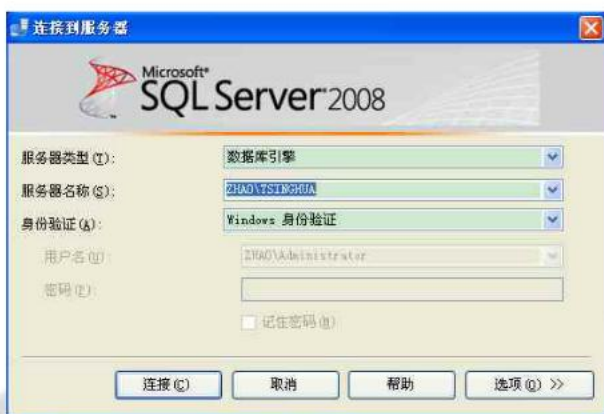 连接到服务器
Microsoft®
SQL Server® 2008
服务器类型(T):
数据库引擎
服务器名称(S):
ZHAO\TSINGHUA
身份验证(A):
Windows 身份验证
用户名(U):
ZHAO\Administrator
密码(P):
记住密码(M)
连接(C)
取消
帮助
选项(O) >>